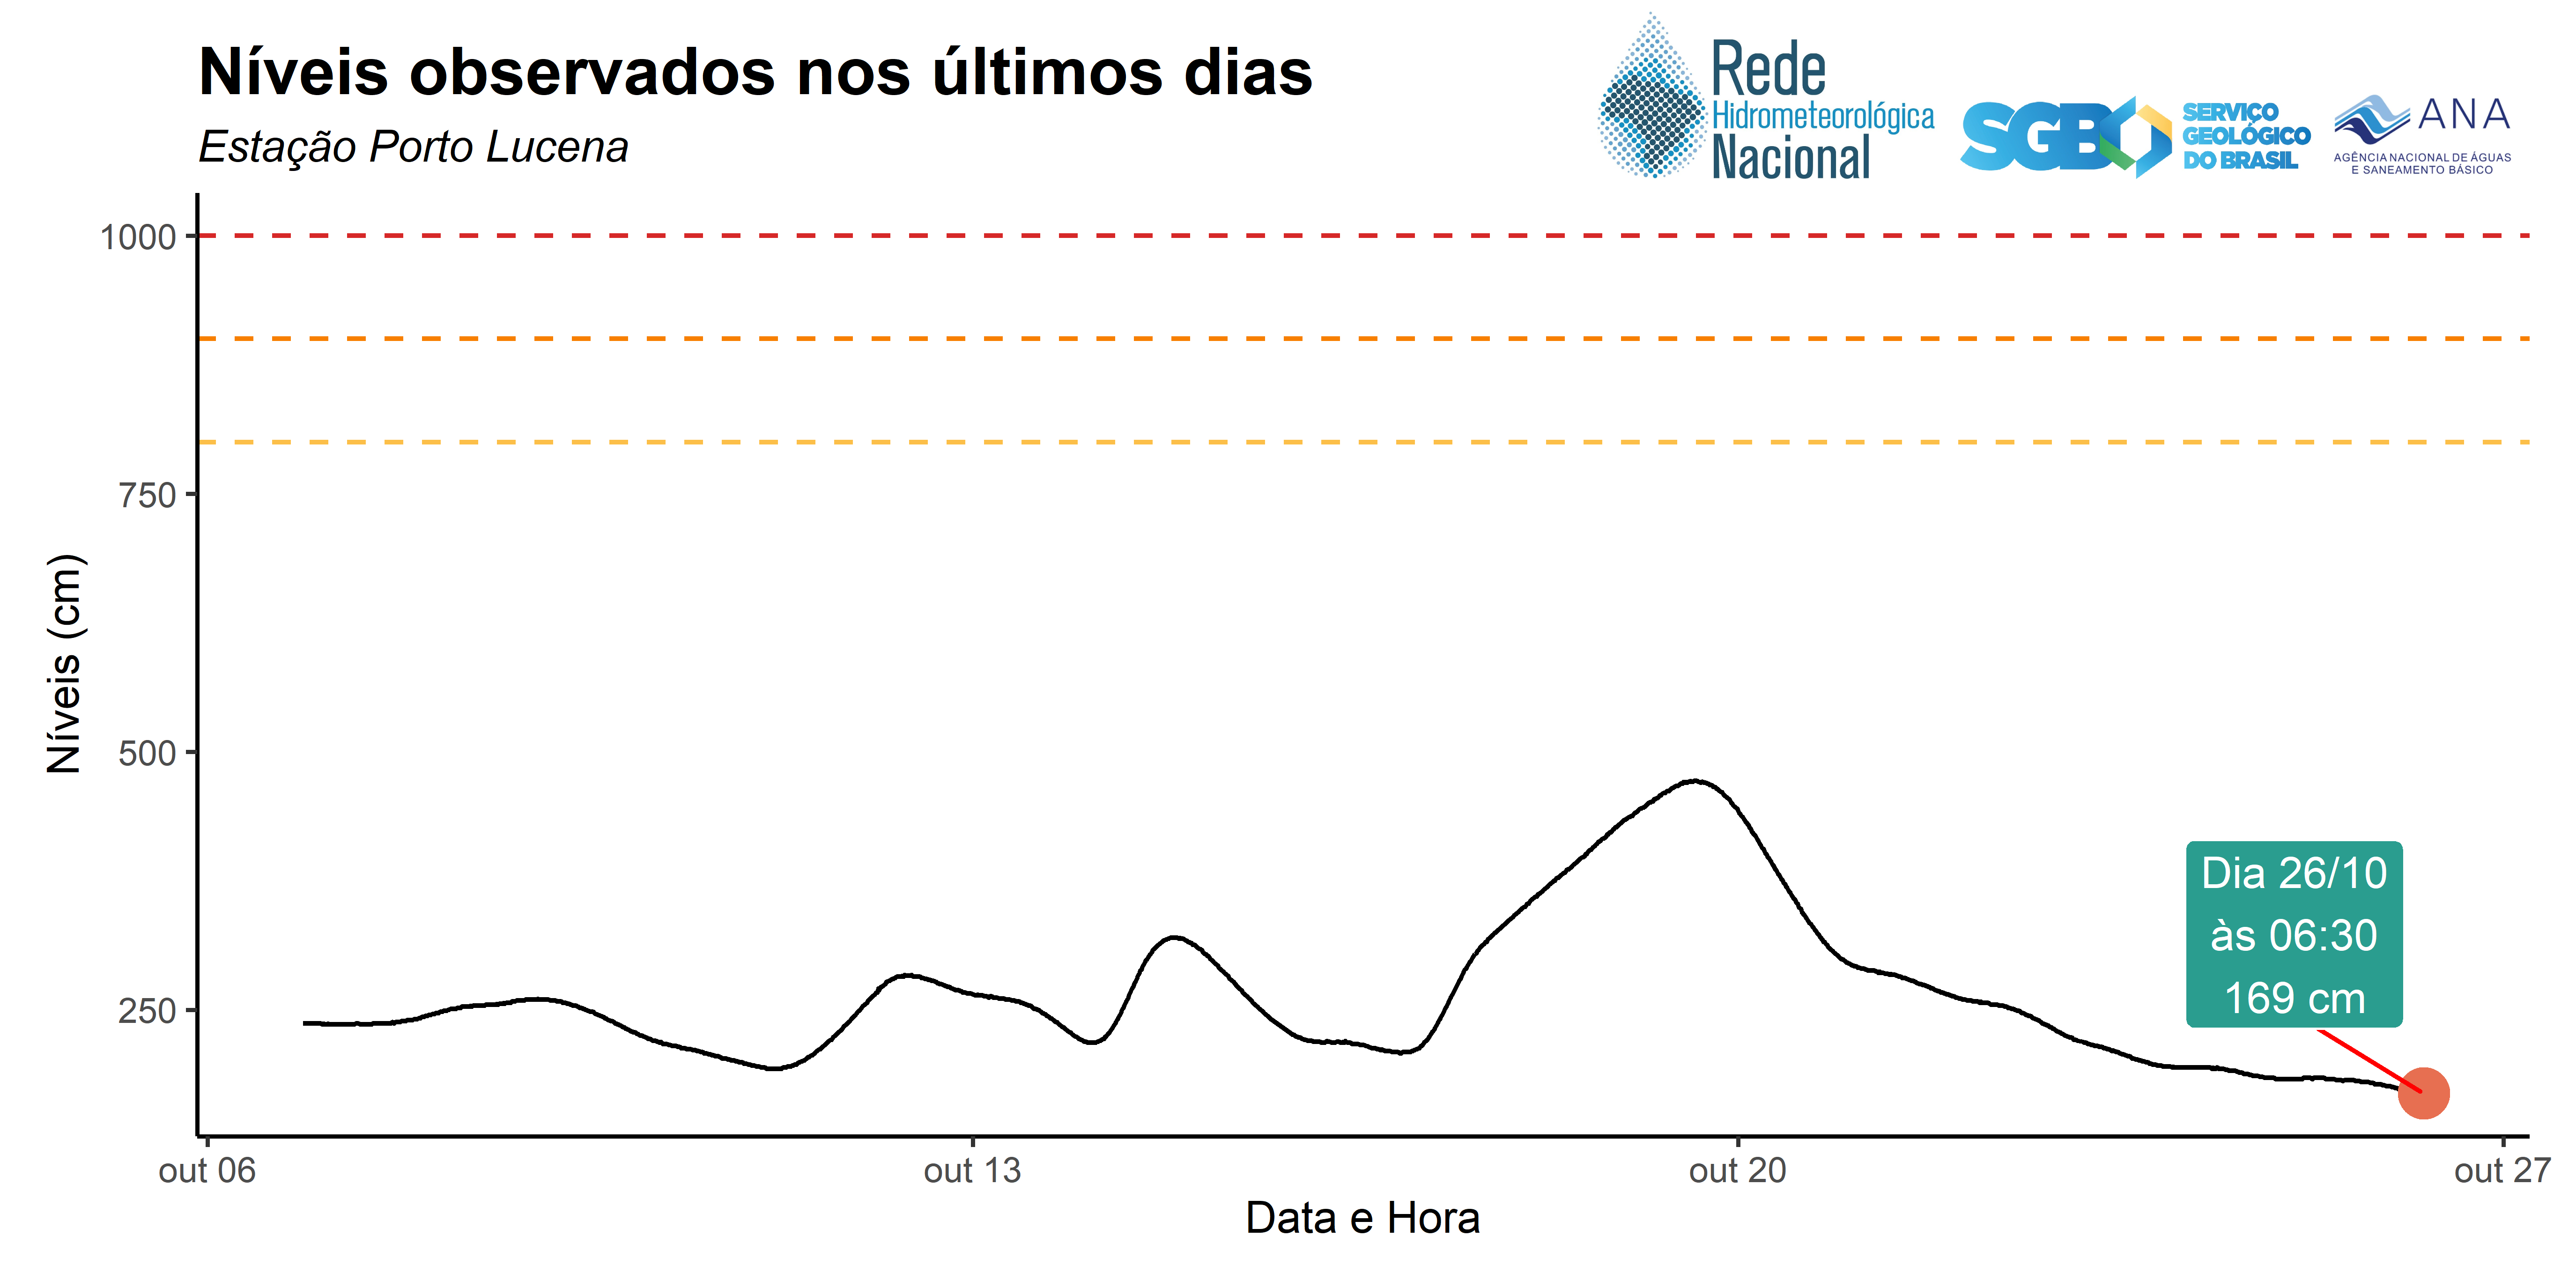 Níveis observados nos últimos dias
Estação Porto Lucena
Rede
Hidrometeorológica
Nacional
SGB
SERVIÇO
GEOLÓGICO
DO BRASIL
ANA
AGÊNCIA NACIONAL DE ÁGUAS
E SANEAMENTO BÁSICO
1000
750
500
250
Níveis (cm)
Dia 26/10
às 06:30
169 cm
out 06
out 13
out 20
out 27
Data e Hora